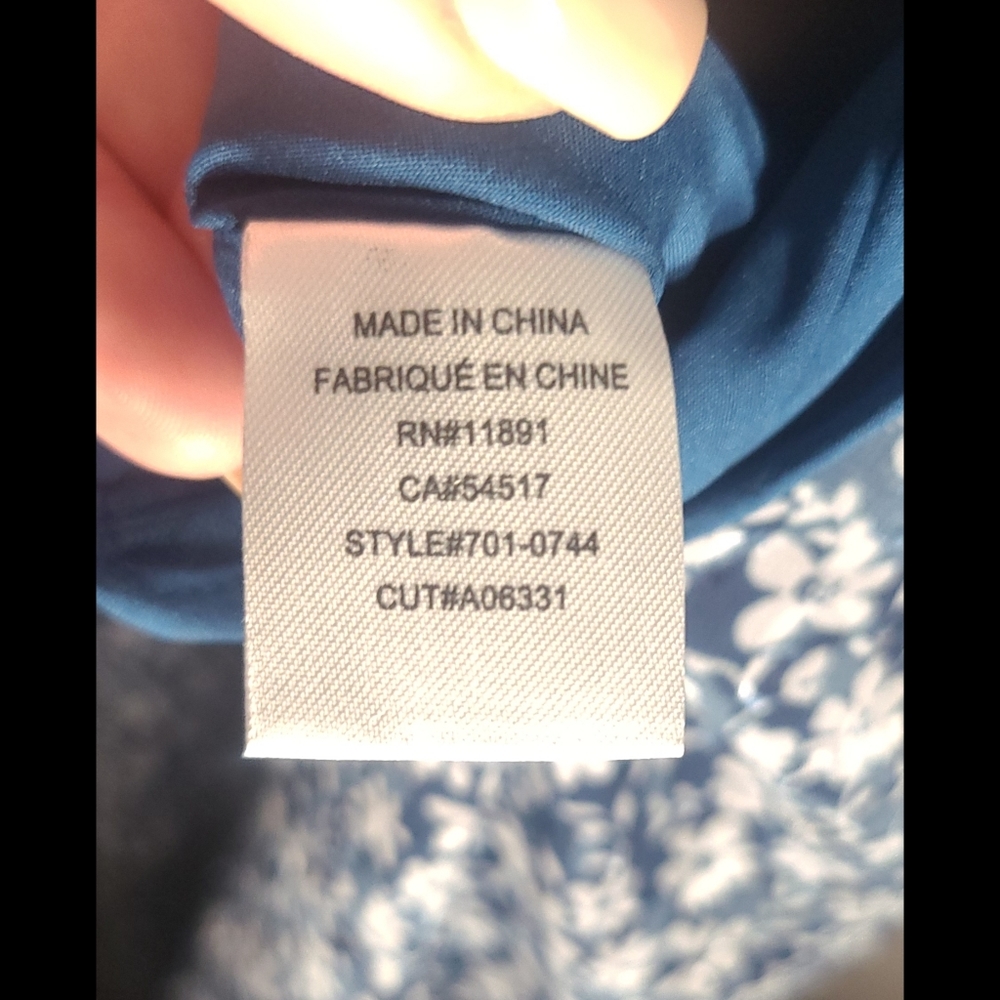 MADE IN CHINA
FABRIQUÉ EN CHINE
RN#11891
CA#54517
STYLE#701-0744
CUT#A06331